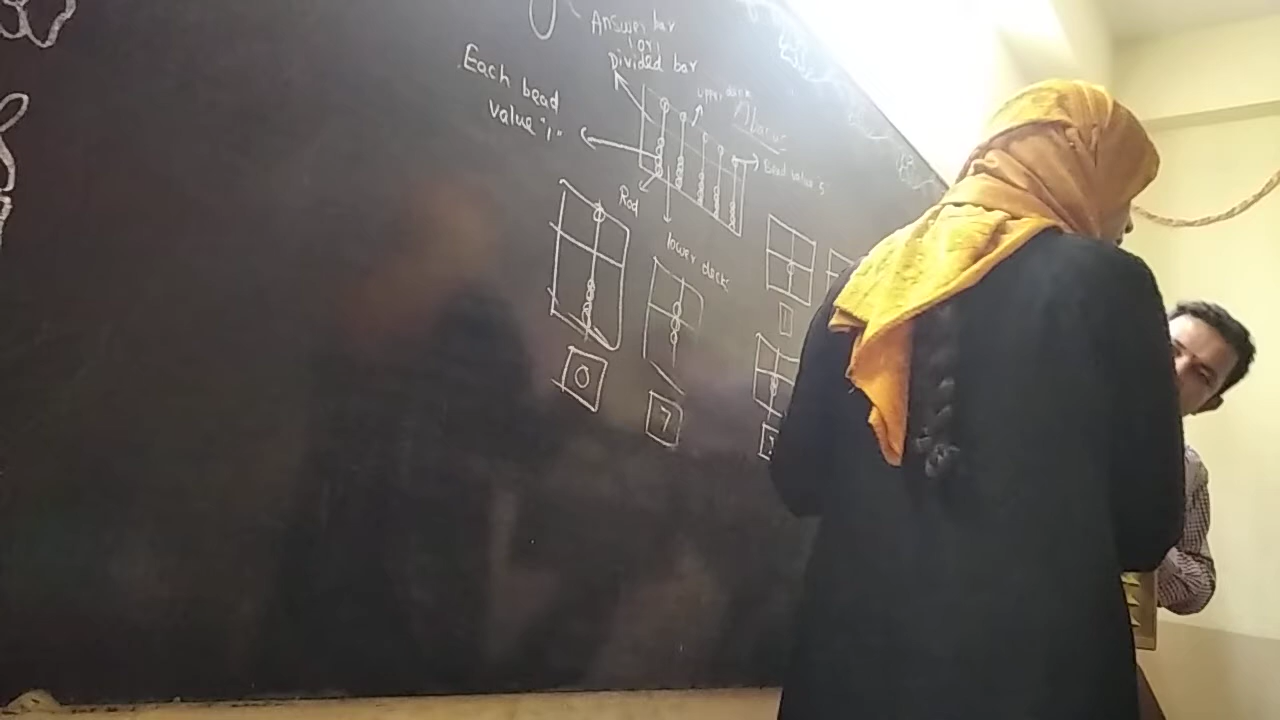 Answer bar
(or)
Divided bar
Each bead
value "1"
upper deck
Abacus
Bead value 5
Rod
lower deck
0
7
1